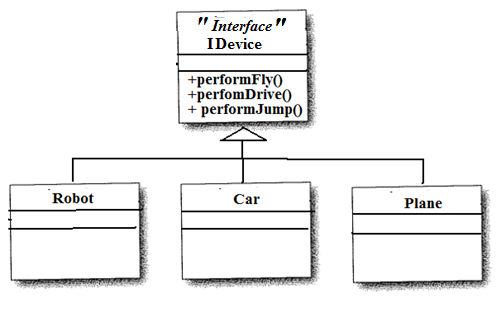 "Interface"
IDevice
+performFly()
+perfomDrive()
+ performJump()
Robot
Car
Plane